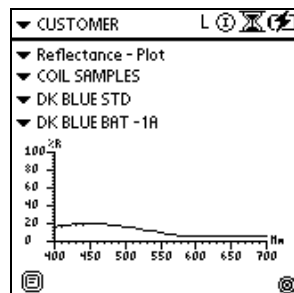 CUSTOMER L
Reflectance - Plot
COIL SAMPLES
DK BLUE STD
DK BLUE BAT -1A
%R
100
80
60
40
20
0
400 450 500 550 600 650 700 Nm